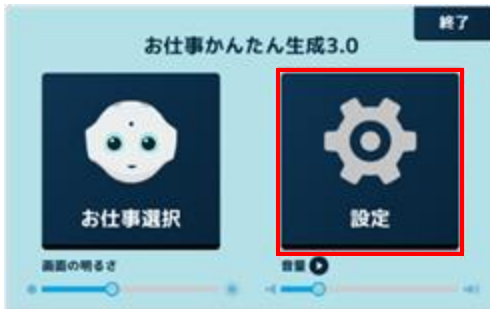 終了
お仕事かんたん生成3.0
お仕事選択
設定
画面の明るさ
音量